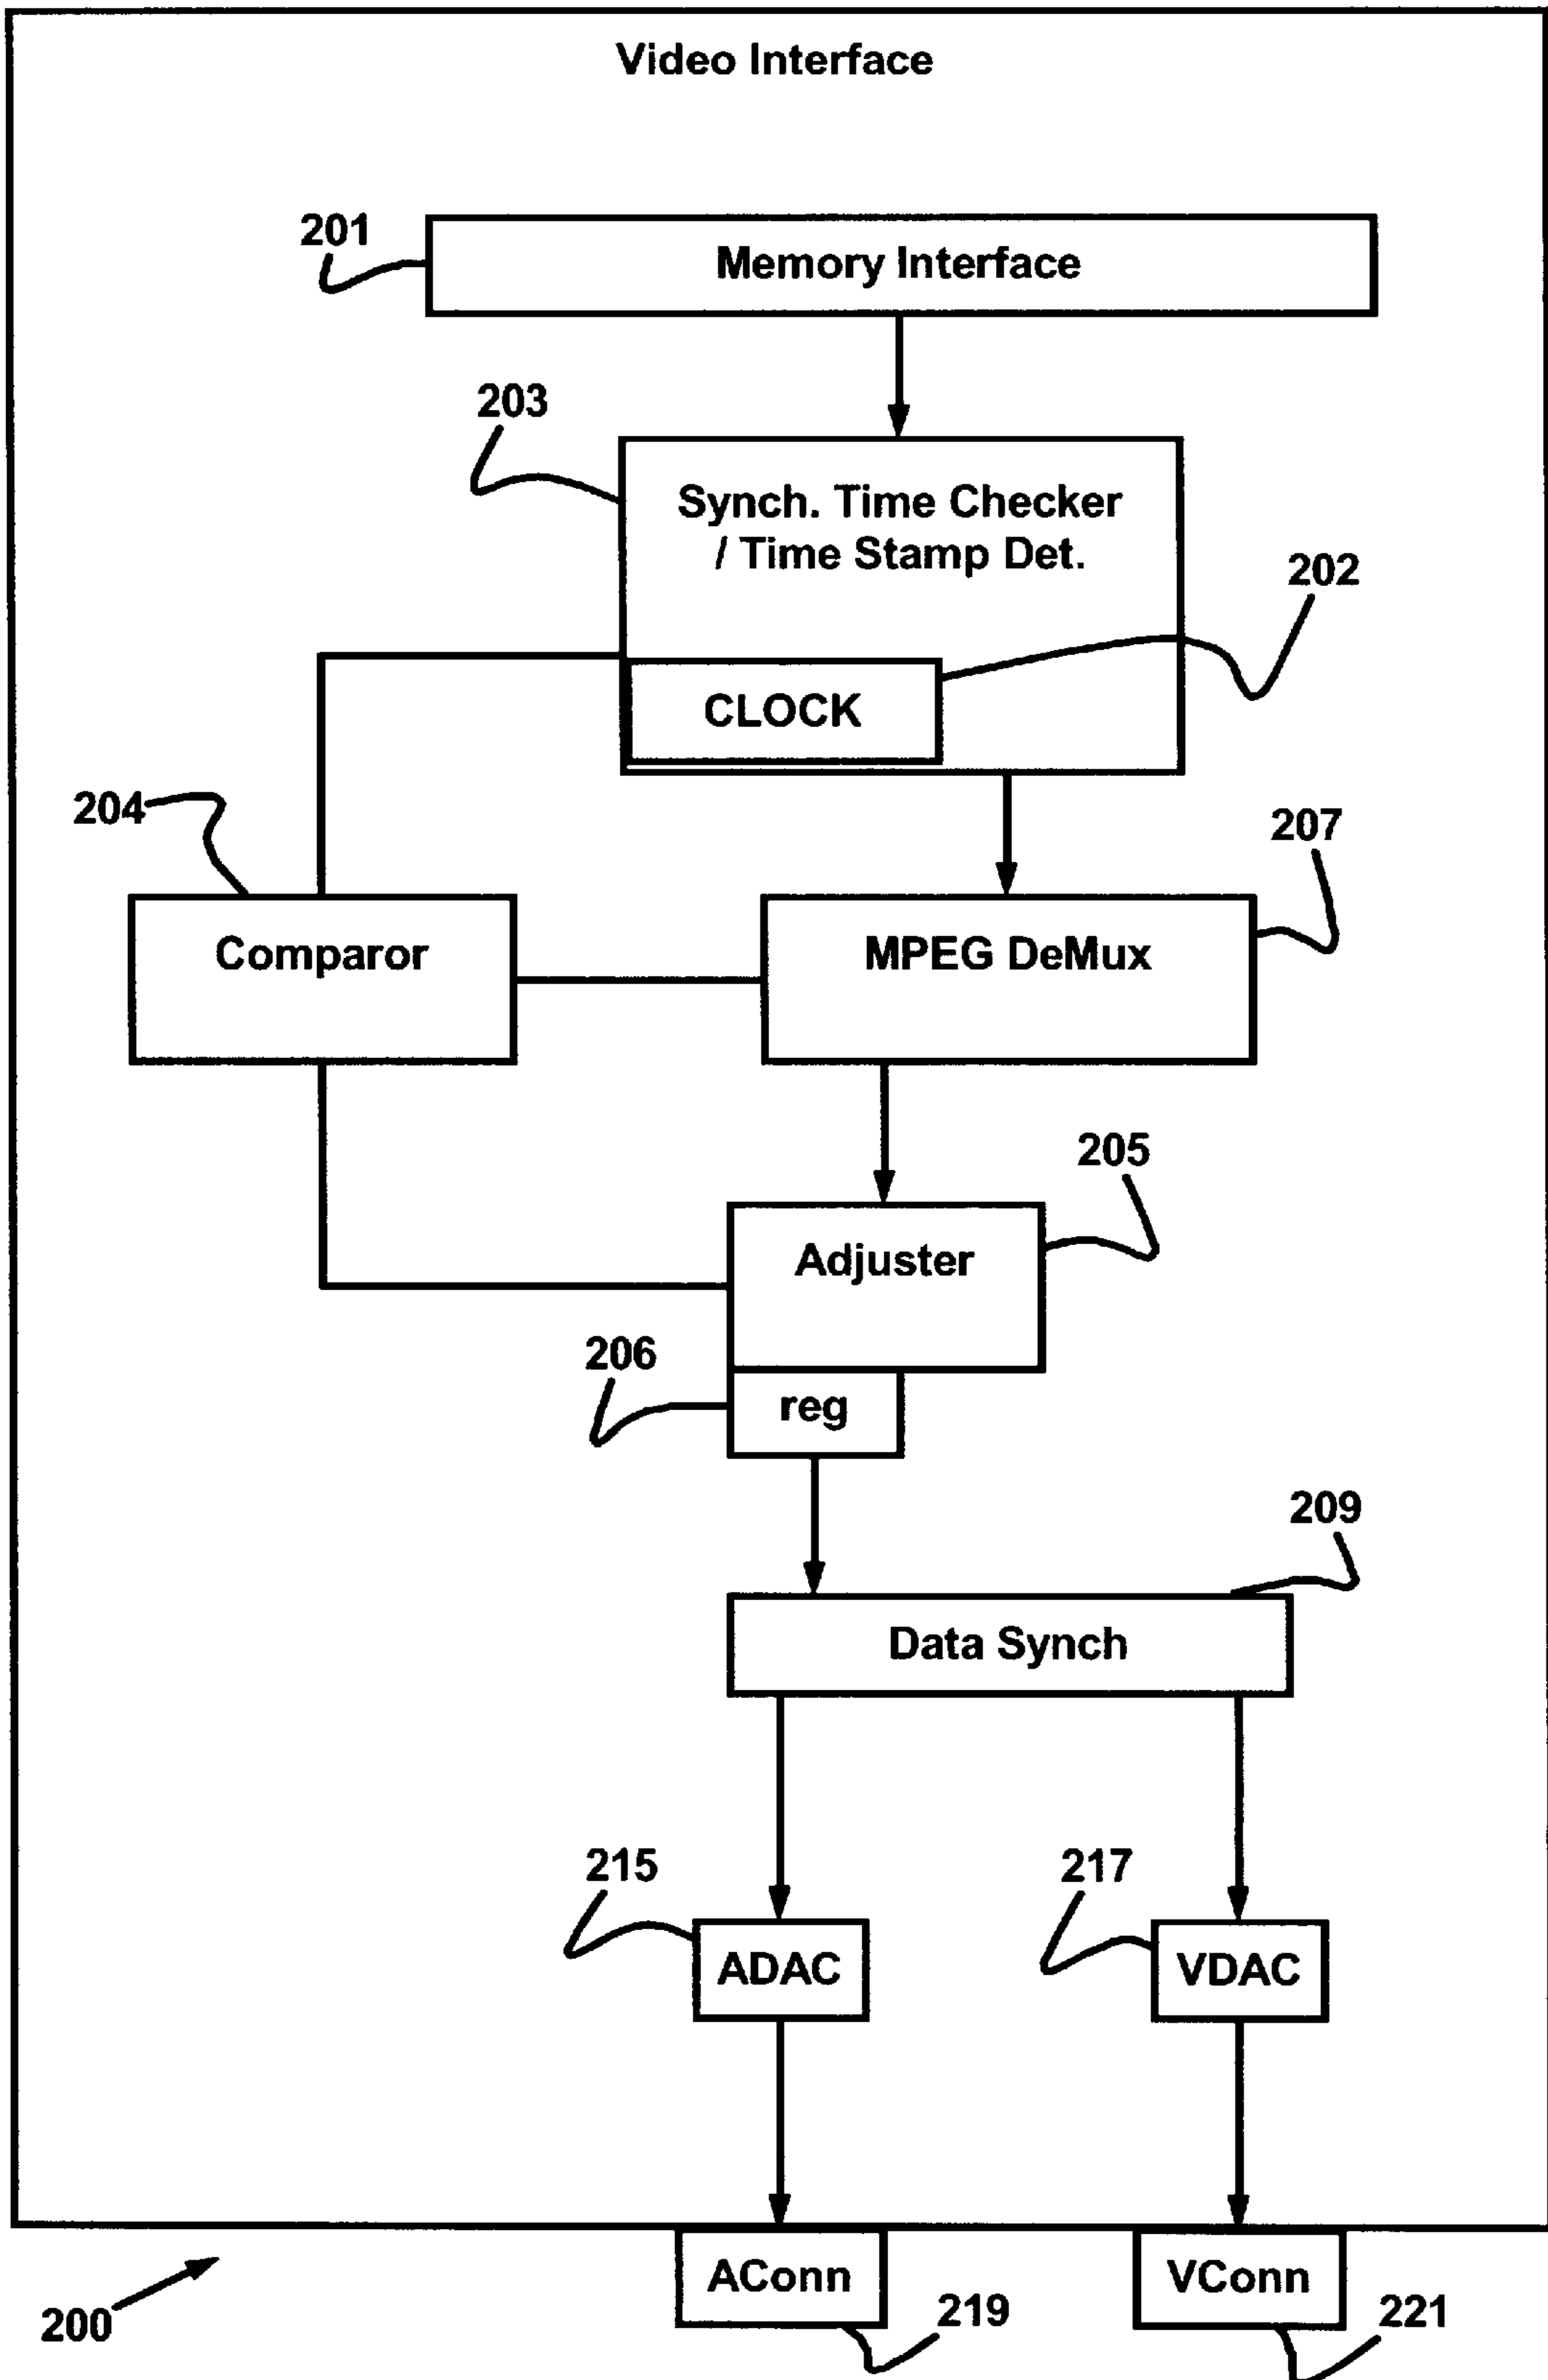 Video Interface
201
Memory Interface
203
Synch. Time Checker
/ Time Stamp Det.
202
CLOCK
204
207
Comparor
MPEG DeMux
205
Adjuster
206
reg
209
Data Synch
215
217
ADAC
VDAC
AConn
VConn
200
219
221